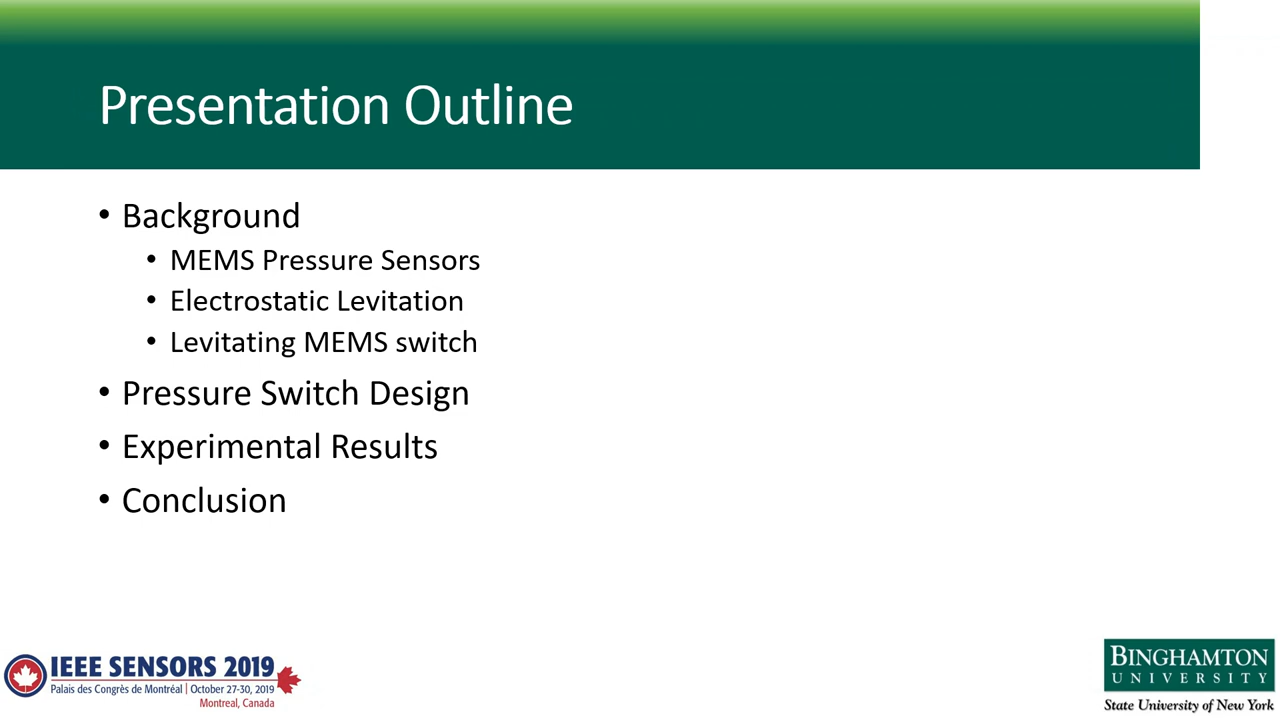 Presentation Outline
• Background
• MEMS Pressure Sensors
• Electrostatic Levitation
• Levitating MEMS switch
• Pressure Switch Design
• Experimental Results
• Conclusion
IEEE SENSORS 2019
Palais des Congrès de Montréal | October 27-30, 2019
Montreal, Canada
BINGHAMTON
UNIVERSITY
State University of New York